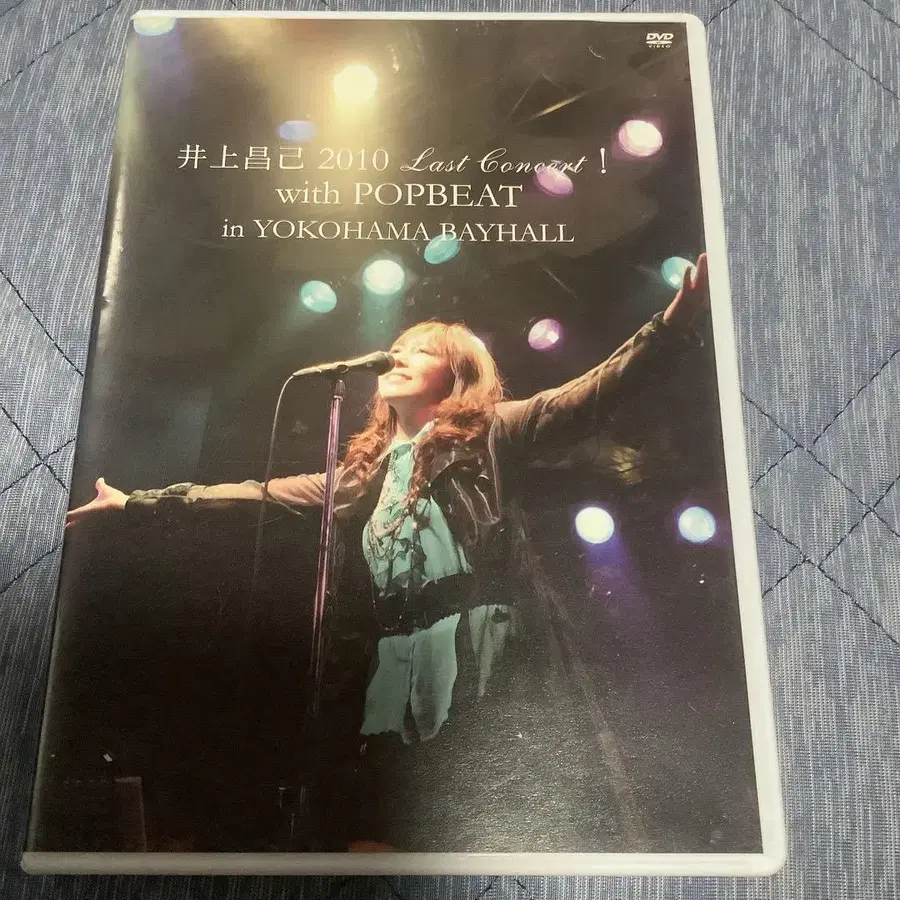 DVD
VIDEO
井上昌己 2010 Last Concert !
with POPBEAT
in YOKOHAMA BAYHALL